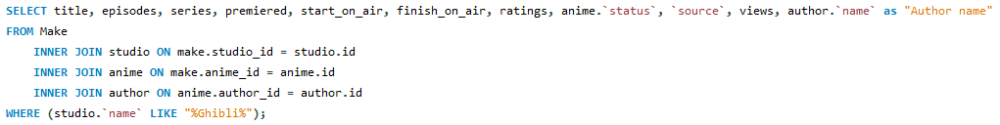 SELECT title, episodes, series, premiered, start_on_air, finish_on_air, ratings, anime.`status`, `source`, views, author.`name` as "Author name"
FROM Make
INNER JOIN studio ON make.studio_id = studio.id
INNER JOIN anime ON make.anime_id = anime.id
INNER JOIN author ON anime.author_id = author.id
WHERE (studio.`name` LIKE "%Ghibli%");